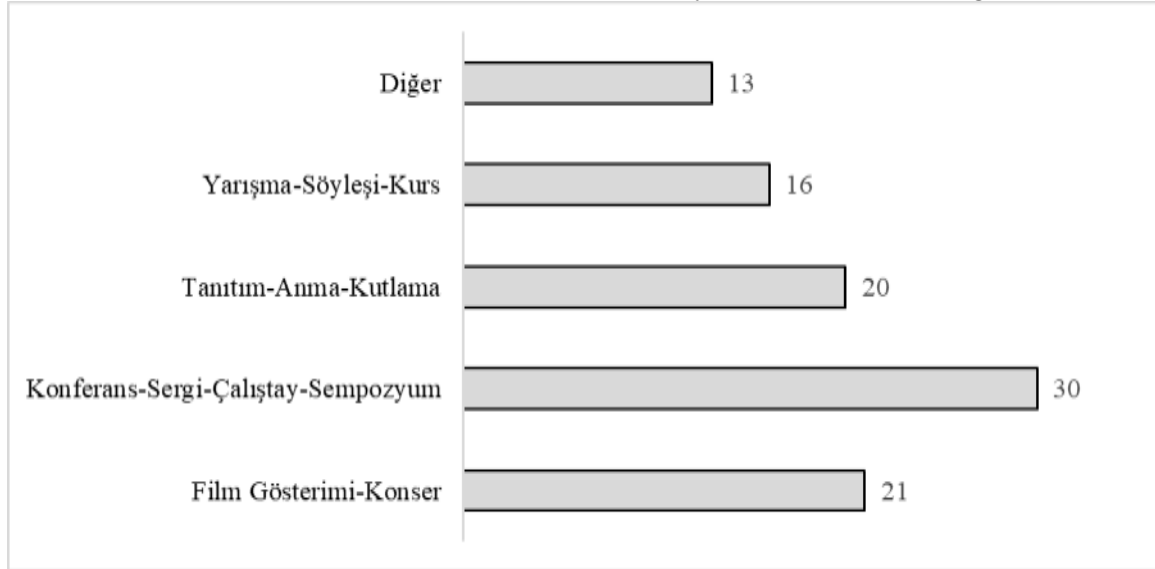 Diğer 13
Yarışma-Söyleşi-Kurs 16
Tanıtım-Anma-Kutlama 20
Konferans-Sergi-Çalıştay-Sempozyum 30
Film Gösterimi-Konser 21